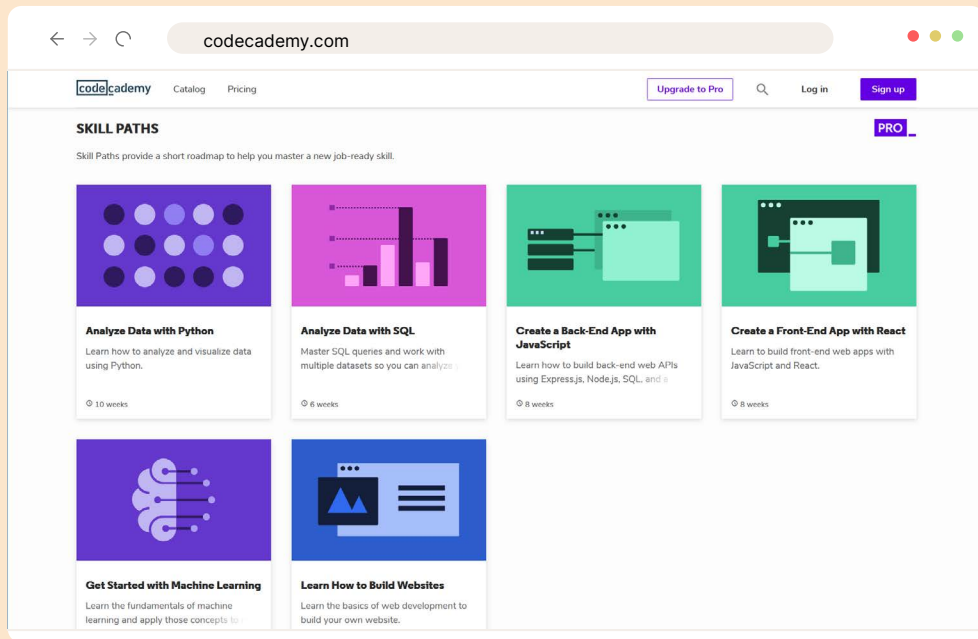 codecademy.com
codecademy Catalog Pricing Upgrade to Pro Log in Sign up
SKILL PATHS PRO
Skill Paths provide a short roadmap to help you master a new job-ready skill.
Analyze Data with Python
Learn how to analyze and visualize data
using Python.
10 weeks
Analyze Data with SQL
Master SQL queries and work with
multiple datasets so you can analyze
6 weeks
Create a Back-End App with
JavaScript
Learn how to build back-end web APIs
using Express.js, Node.js, SQL, and
8 weeks
Create a Front-End App with React
Learn to build front-end web apps with
JavaScript and React.
8 weeks
Get Started with Machine Learning
Learn the fundamentals of machine
learning and apply those concepts to
Learn How to Build Websites
Learn the basics of web development to
build your own website.